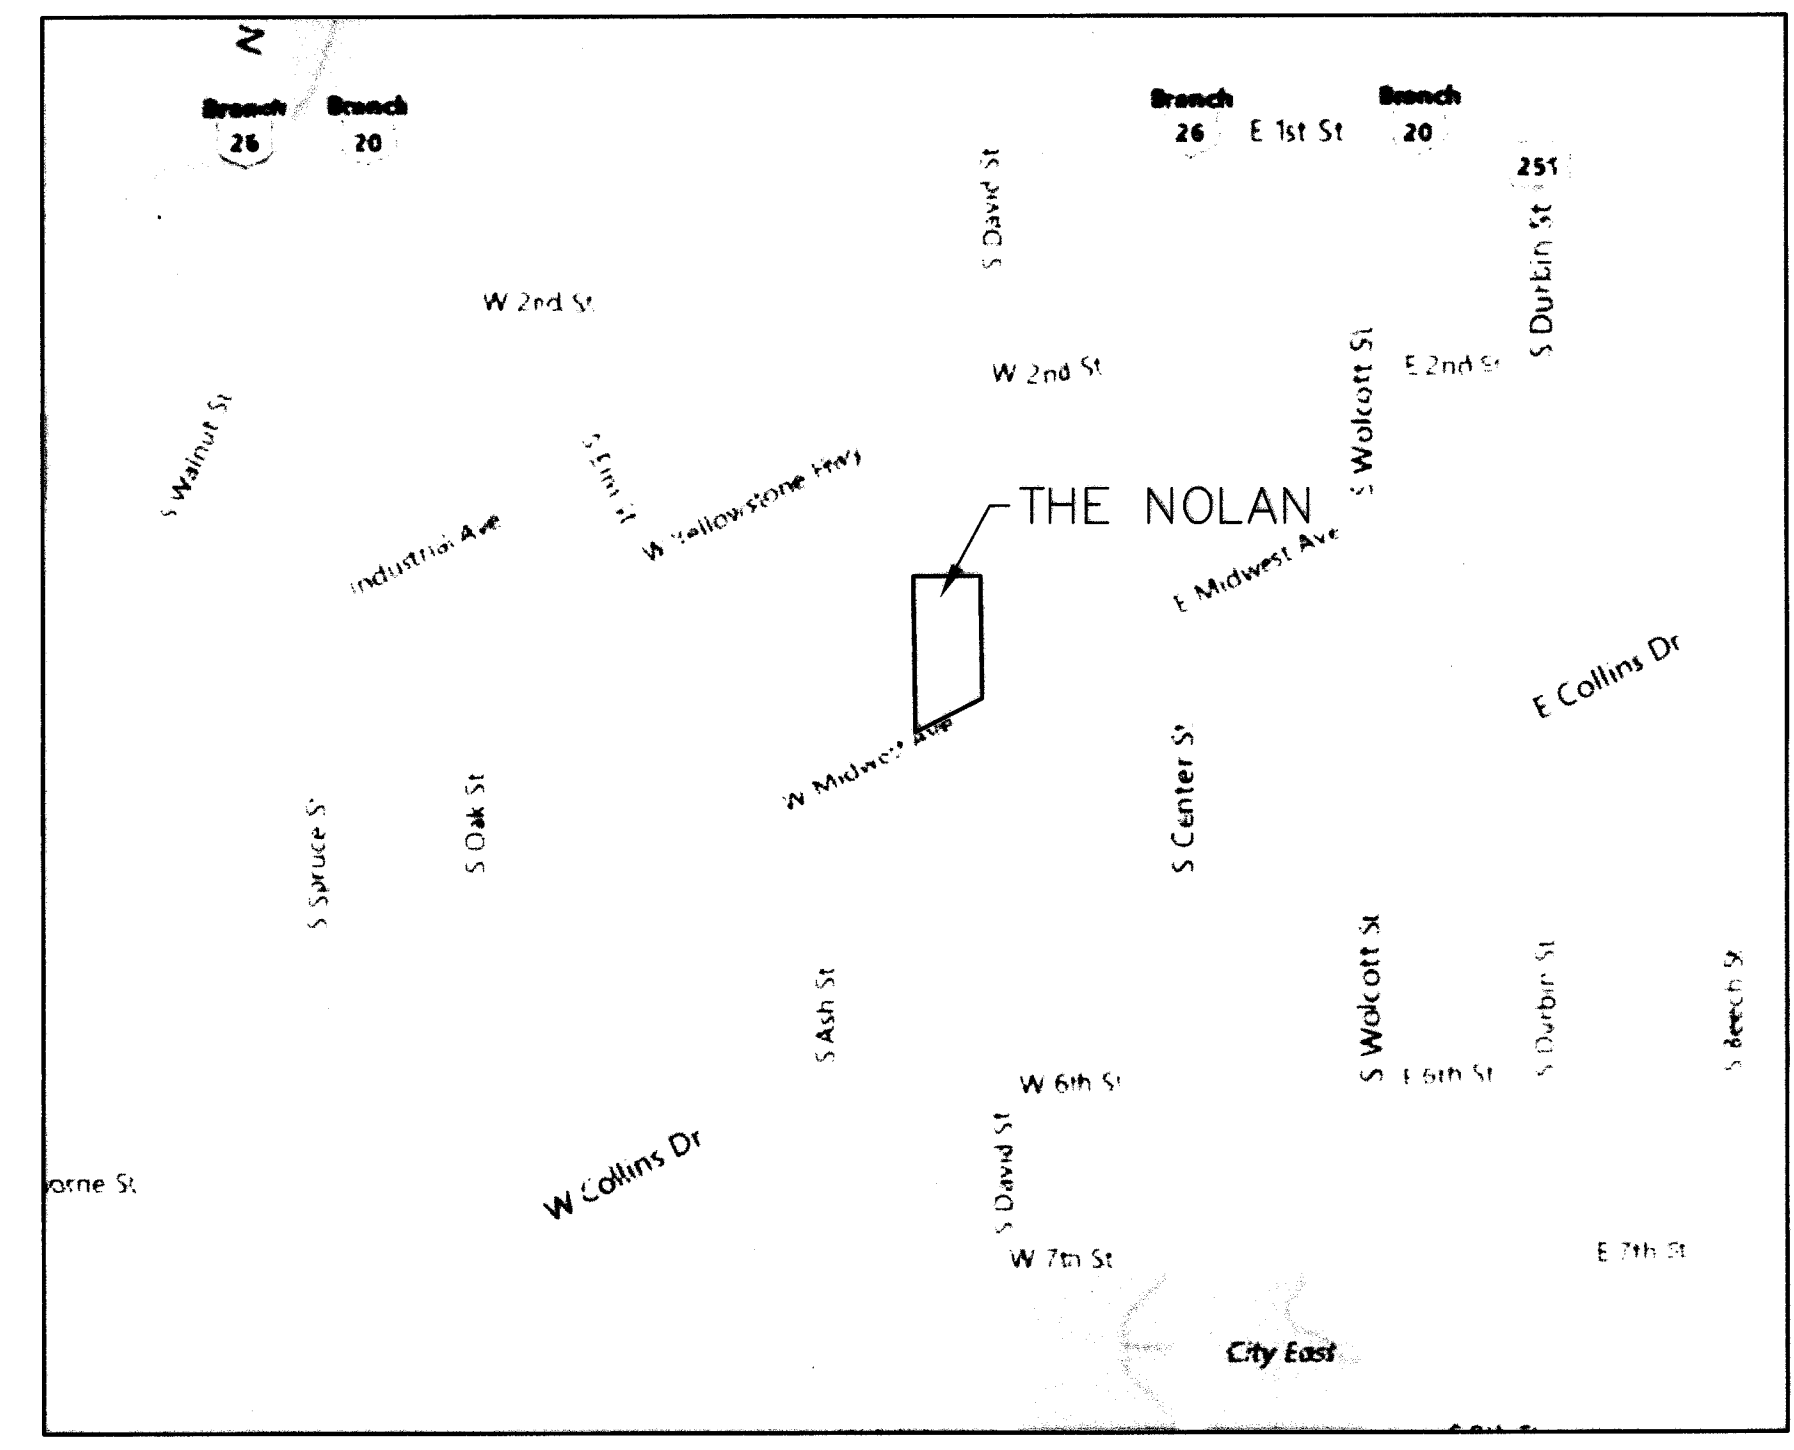 N
Branch
26
Branch
20
Branch
26
E 1st St
Branch
20
251
S David St
S Durbin St
W 2nd St
W 2nd St
S Wolcott St
E 2nd St
S Walnut St
S Elm St
W Yellowstone Hwy
Industrial Ave
THE NOLAN
E Midwest Ave
E Collins Dr
W Midwest Ave
S Center St
S Oak St
S Spruce S
S Wolcott St
S Durbin St
S Beech St
S Ash St
W 6th St
E 6th St
S David St
W Collins Dr
orne St
W 7th St
E 7th St
City East